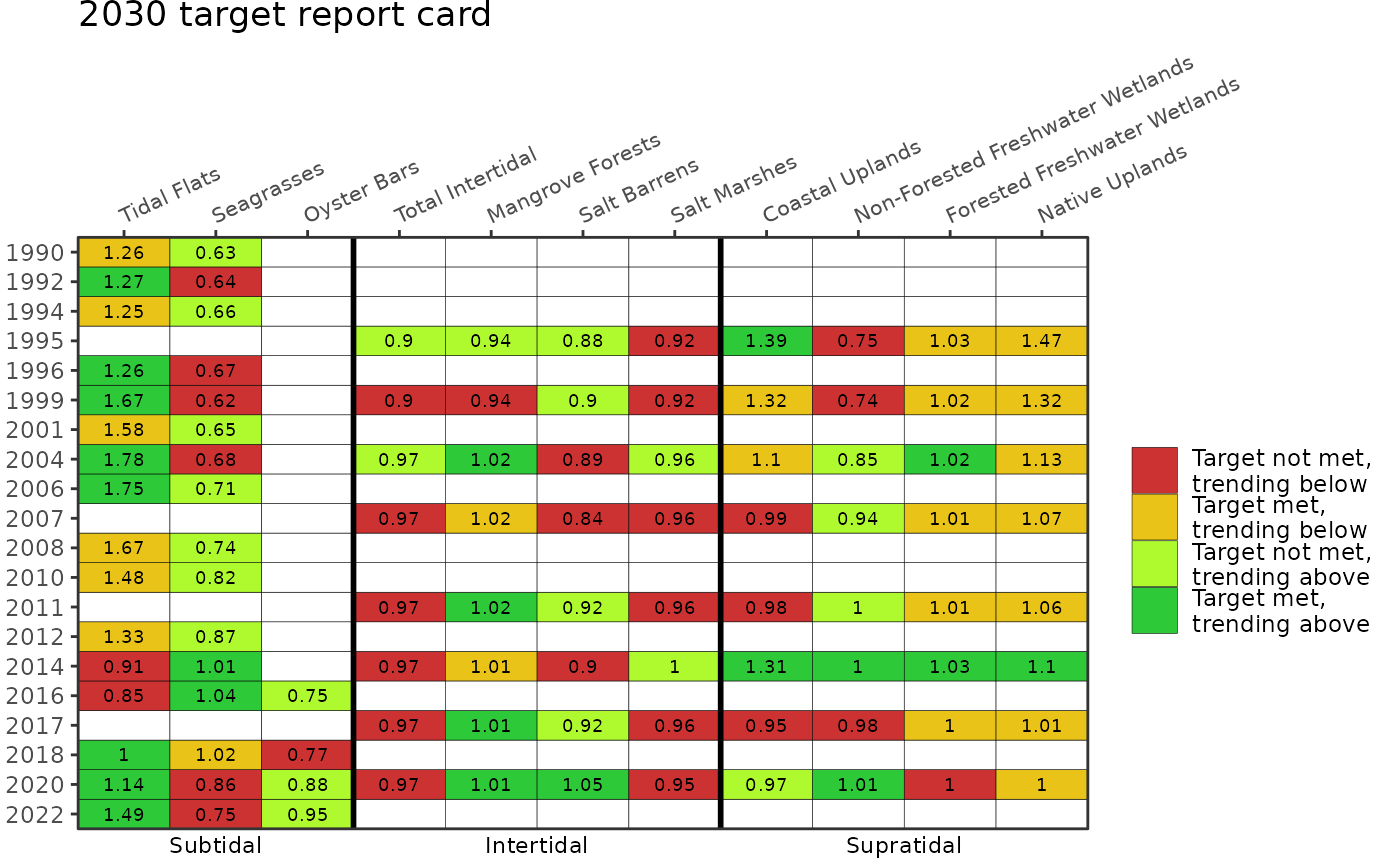 2030 target report card
Tidal Flats
Seagrasses
Oyster Bars
Total Intertidal
Mangrove Forests
Salt Barrens
Salt Marshes
Coastal Uplands
Non-Forested Freshwater Wetlands
Forested Freshwater Wetlands
Native Uplands
1990 1.26 0.63
1992 1.27 0.64
1994 1.25 0.66
1995 0.9 0.94 0.88 0.92 1.39 0.75 1.03 1.47
1996 1.26 0.67
1999 1.67 0.62 0.9 0.94 0.9 0.92 1.32 0.74 1.02 1.32
2001 1.58 0.65
2004 1.78 0.68 0.97 1.02 0.89 0.96 1.1 0.85 1.02 1.13
2006 1.75 0.71
2007 0.97 1.02 0.84 0.96 0.99 0.94 1.01 1.07
2008 1.67 0.74
2010 1.48 0.82
2011 0.97 1.02 0.92 0.96 0.98 1 1.01 1.06
2012 1.33 0.87
2014 0.91 1.01 0.97 1.01 0.9 1 1.31 1 1.03 1.1
2016 0.85 1.04 0.75
2017 0.97 1.01 0.92 0.96 0.95 0.98 1 1.01
2018 1 1.02 0.77
2020 1.14 0.86 0.88 0.97 1.01 1.05 0.95 0.97 1.01 1 1
2022 1.49 0.75 0.95
Subtidal Intertidal Supratidal
Target not met,
trending below
Target met,
trending below
Target not met,
trending above
Target met,
trending above